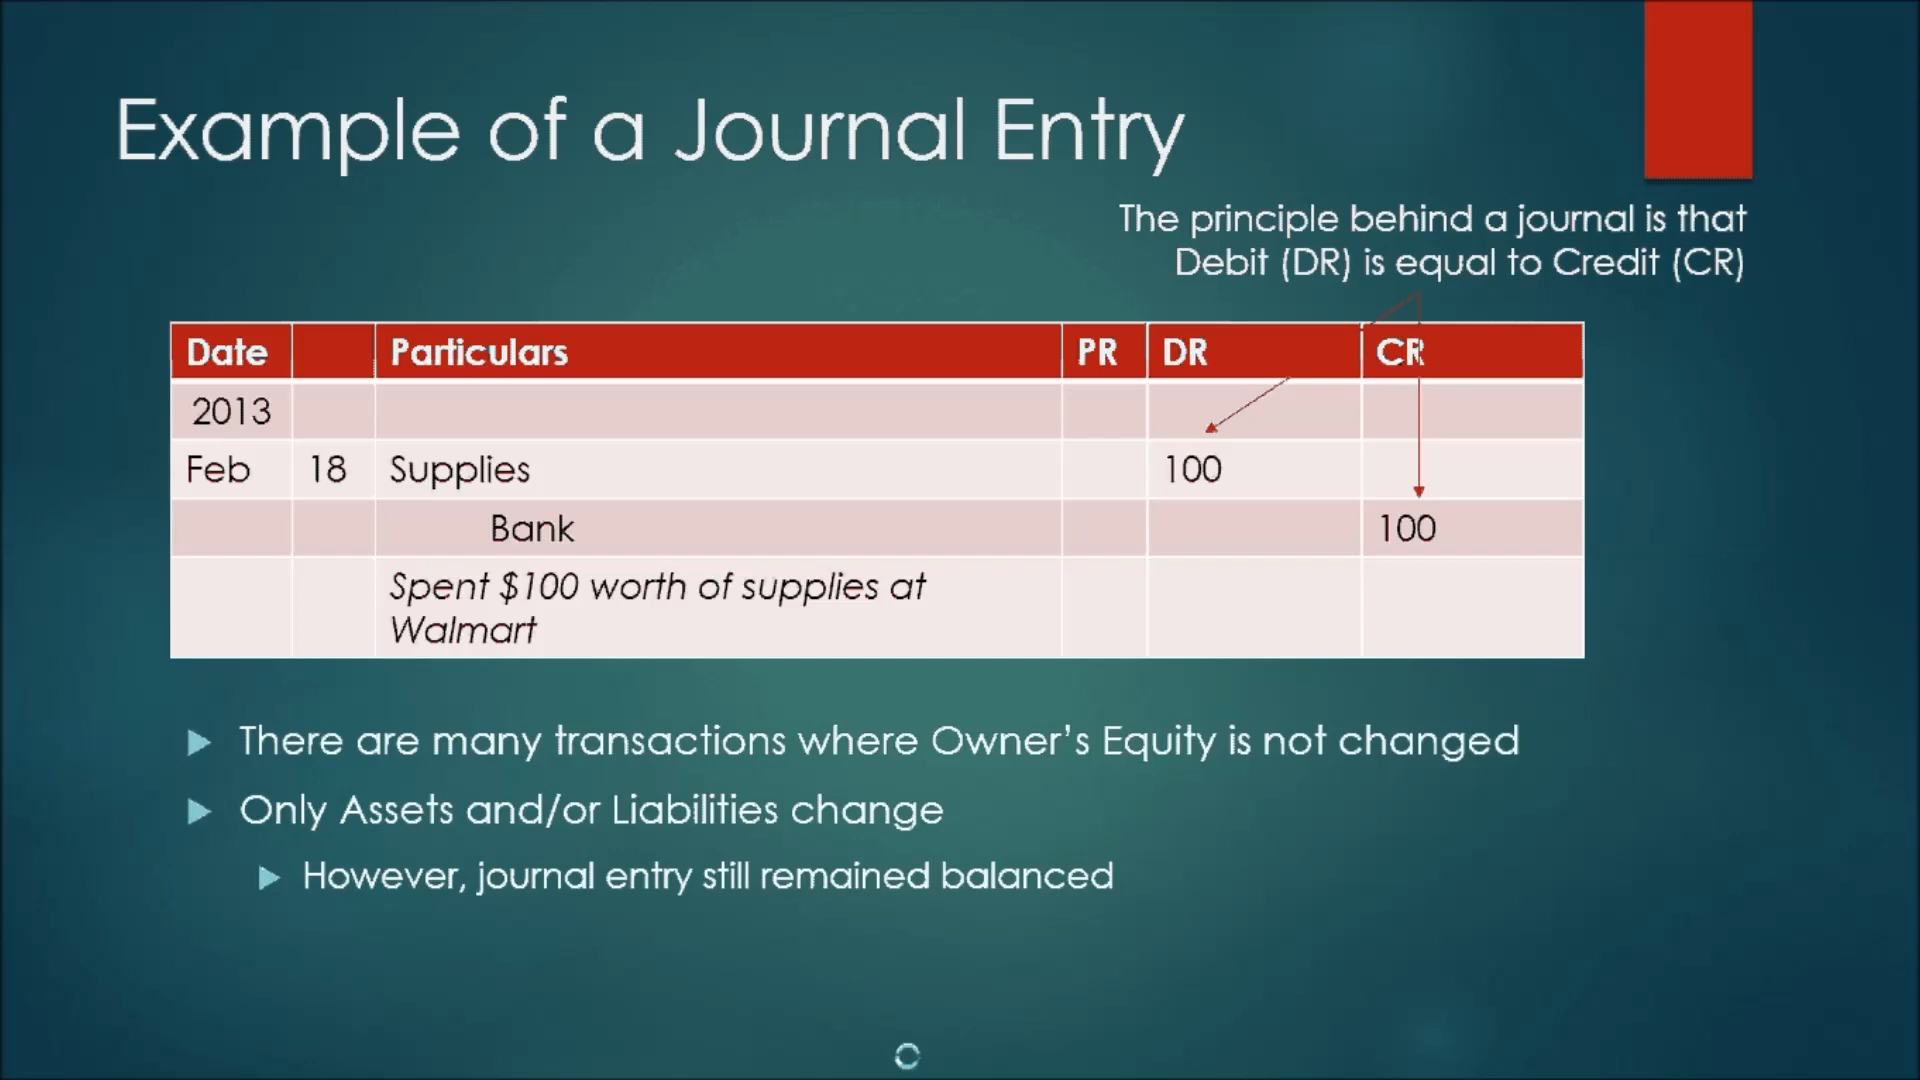 Example of a Journal Entry
The principle behind a journal is that
Debit (DR) is equal to Credit (CR)
Date Particulars PR DR CR
2013
Feb 18 Supplies 100
Bank 100
Spent $100 worth of supplies at
Walmart
There are many transactions where Owner’s Equity is not changed
Only Assets and/or Liabilities change
However, journal entry still remained balanced